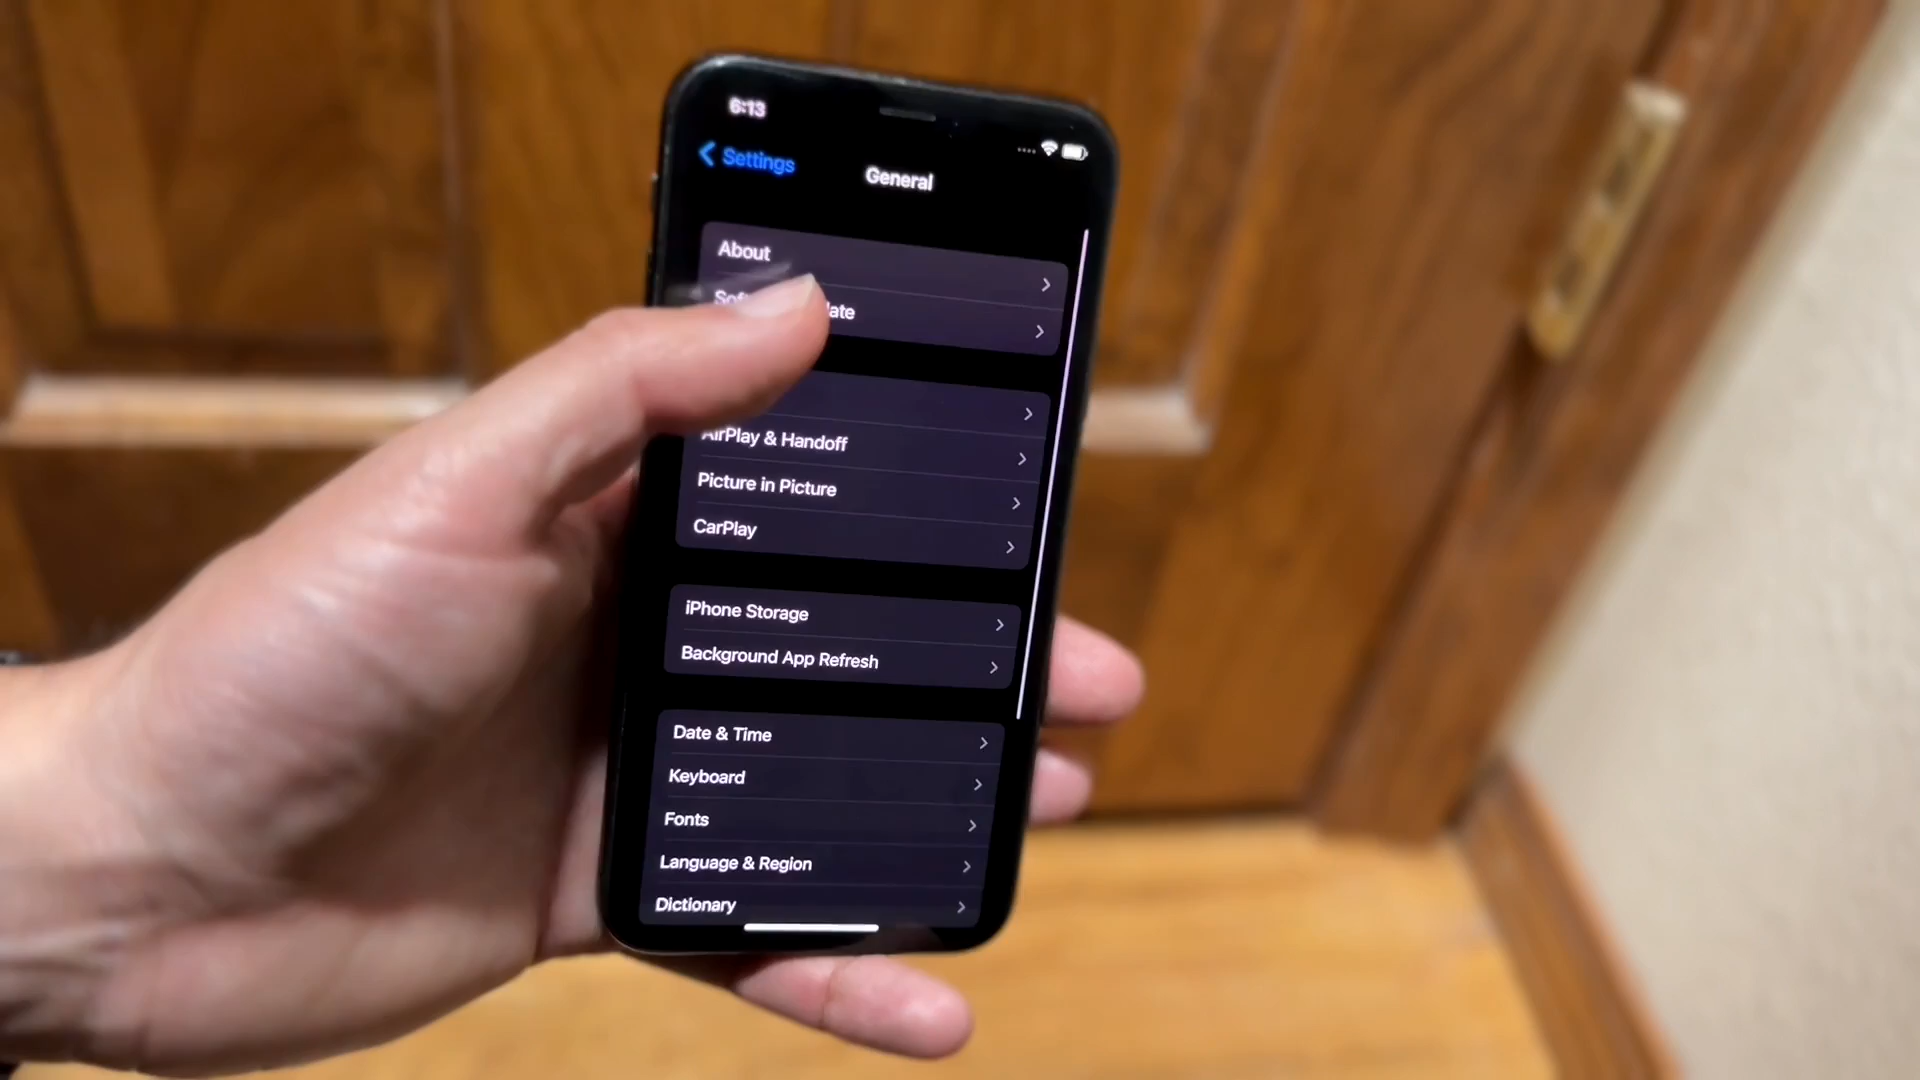 6:13
Settings
General
About
ate
AirPlay & Handoff
Picture in Picture
CarPlay
iPhone Storage
Background App Refresh
Date & Time
Keyboard
Fonts
Language & Region
Dictionary